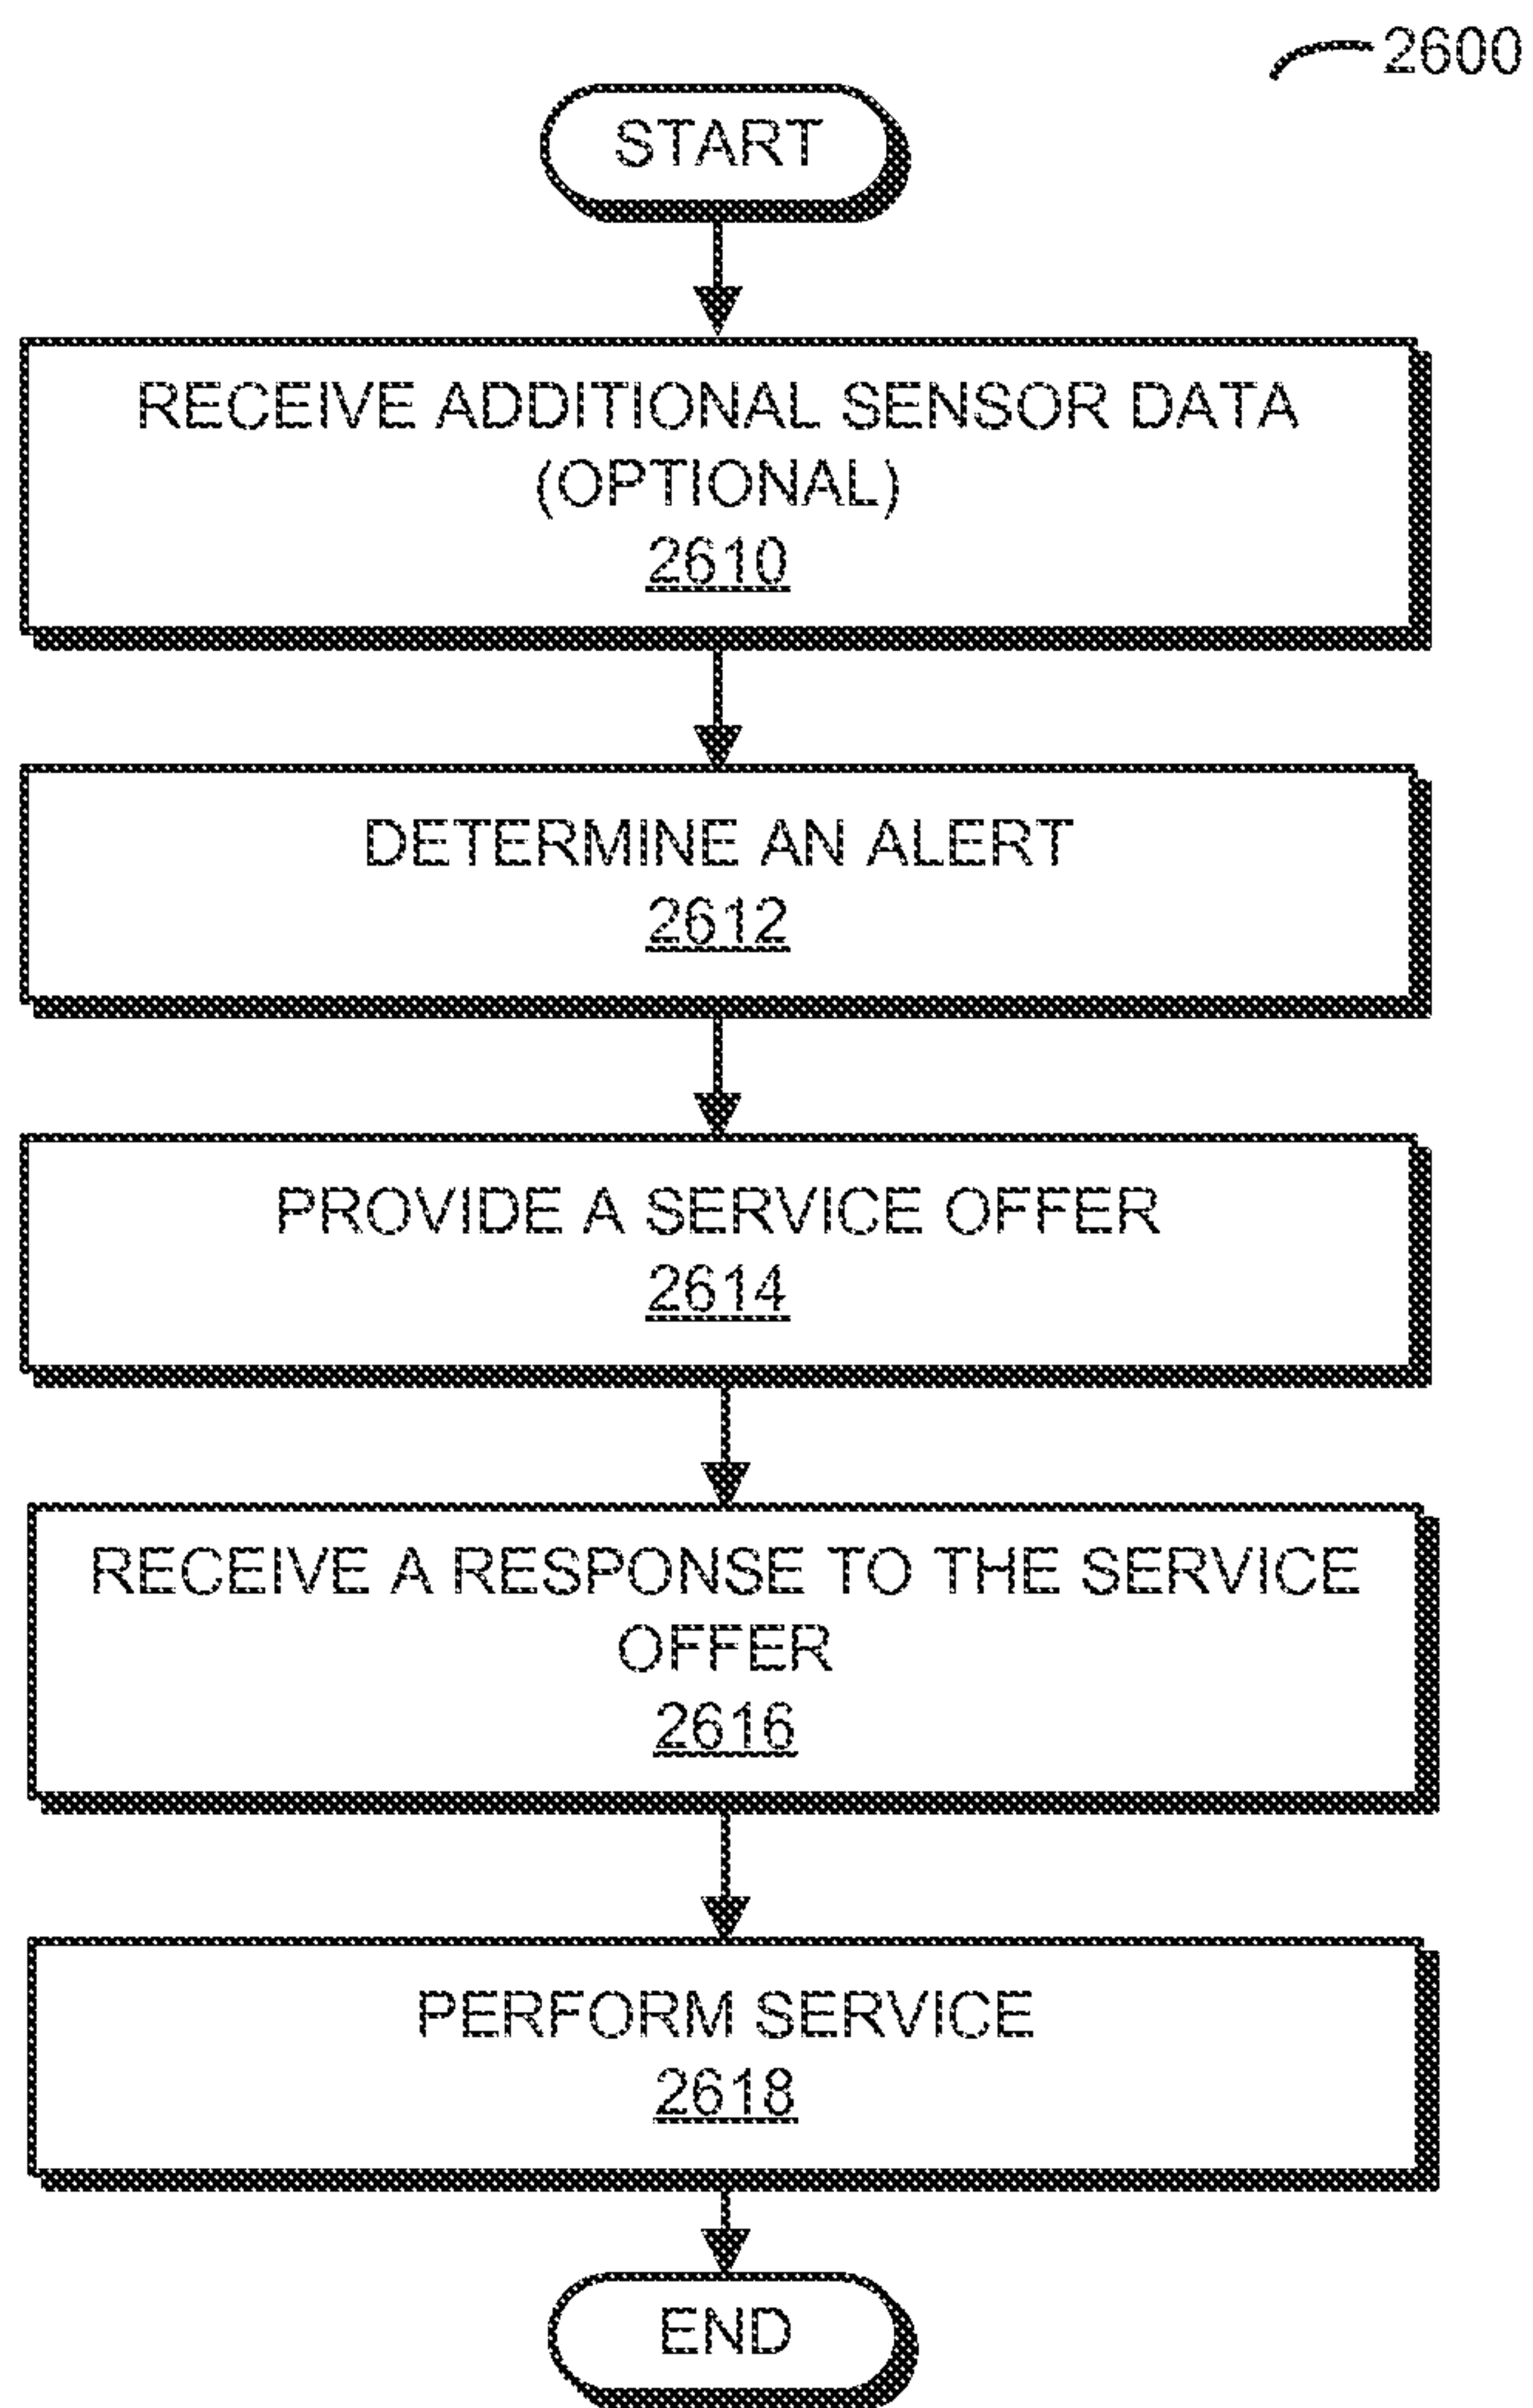 2600
START
RECEIVE ADDITIONAL SENSOR DATA
(OPTIONAL)
2610
DETERMINE AN ALERT
2612
PROVIDE A SERVICE OFFER
2614
RECEIVE A RESPONSE TO THE SERVICE
OFFER
2616
PERFORM SERVICE
2618
END